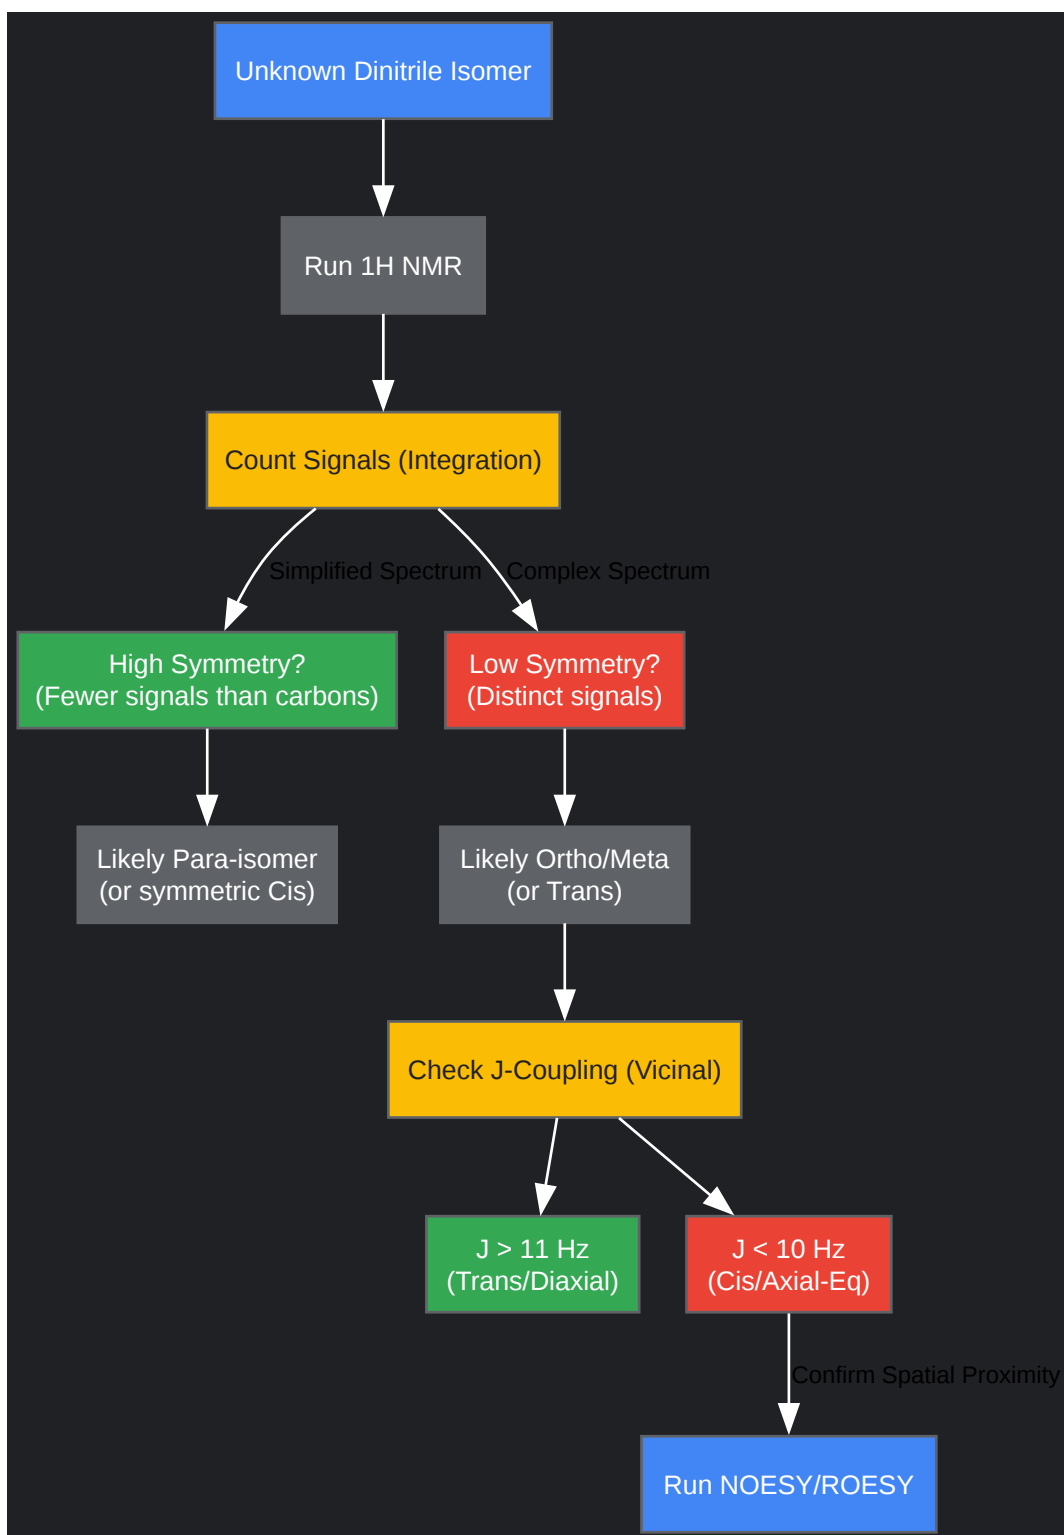 Unknown Dinitrile Isomer
Run 1H NMR
Count Signals (Integration)
Simplified Spectrum
Complex Spectrum
High Symmetry?
(Fewer signals than carbons)
Low Symmetry?
(Distinct signals)
Likely Para-isomer
(or symmetric Cis)
Likely Ortho/Meta
(or Trans)
Check J-Coupling (Vicinal)
J > 11 Hz
(Trans/Diaxial)
J < 10 Hz
(Cis/Axial-Eq)
Confirm Spatial Proximity
Run NOESY/ROESY